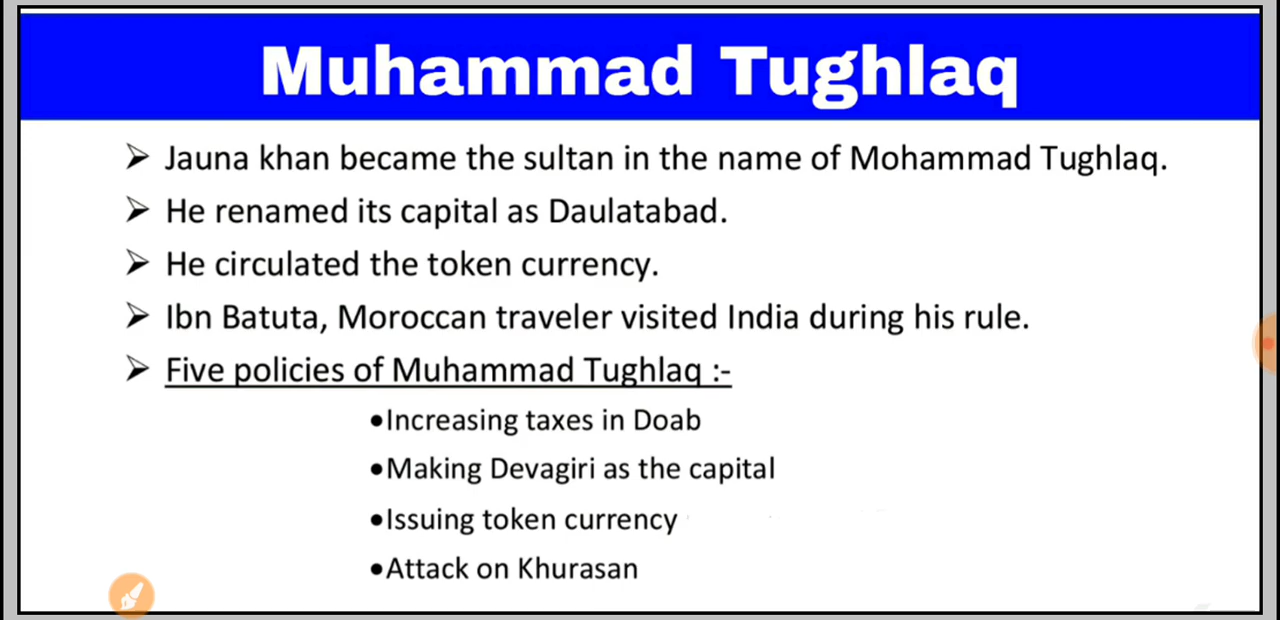 Muhammad Tughlaq
➢ Jauna khan became the sultan in the name of Mohammad Tughlaq.
➢ He renamed its capital as Daulatabad.
➢ He circulated the token currency.
➢ Ibn Batuta, Moroccan traveler visited India during his rule.
➢ Five policies of Muhammad Tughlaq :-
•Increasing taxes in Doab
•Making Devagiri as the capital
•Issuing token currency
•Attack on Khurasan